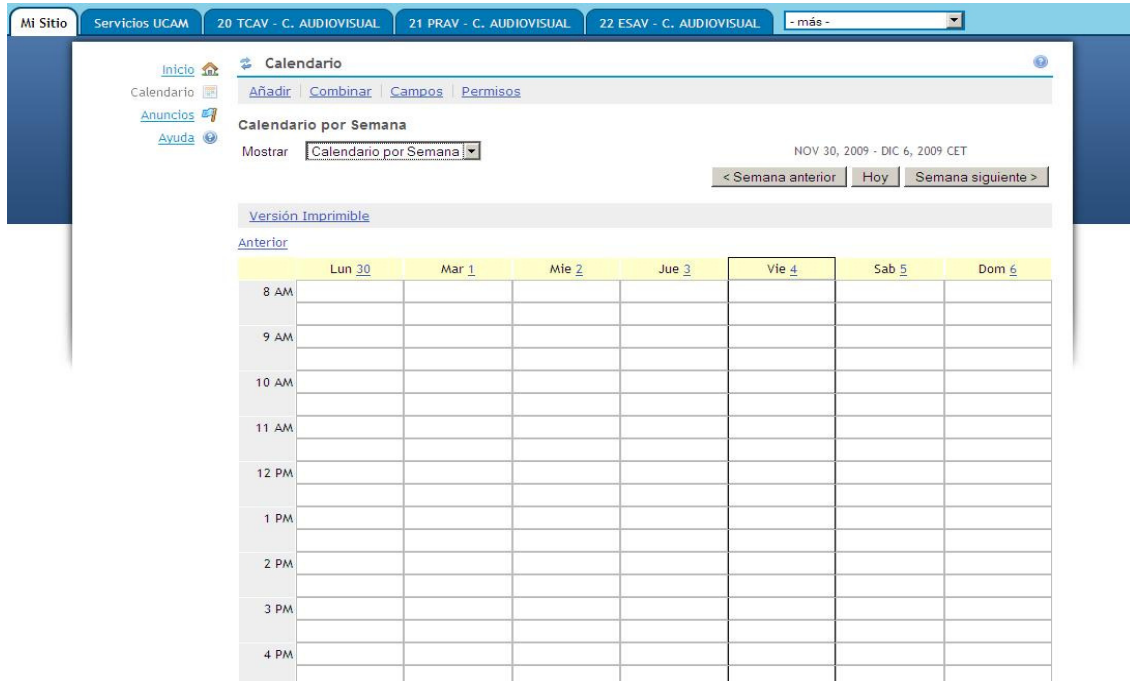 Mi Sitio Servicios UCAM 20 TCAV - C. AUDIOVISUAL 21 PRAV - C. AUDIOVISUAL 22 ESAV - C. AUDIOVISUAL - más -
Inicio
Calendario
Anuncios
Ayuda
Calendario
Añadir | Combinar | Campos | Permisos
Calendario por Semana
Mostrar Calendario por Semana
NOV 30, 2009 - DIC 6, 2009 CET
< Semana anterior Hoy Semana siguiente >
Versión Imprimible
Anterior
Lun 30 Mar 1 Mie 2 Jue 3 Vie 4 Sab 5 Dom 6
8 AM
9 AM
10 AM
11 AM
12 PM
1 PM
2 PM
3 PM
4 PM